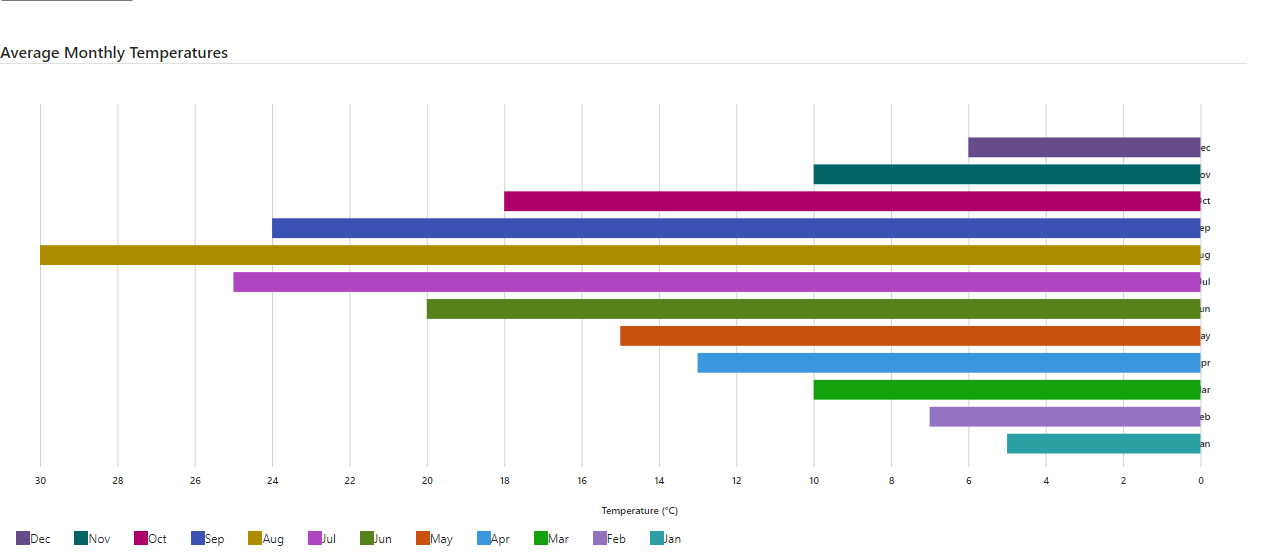 Average Monthly Temperatures
ec
ov
ct
ep
ug
ul
un
ay
pr
ar
eb
an
30 28 26 24 22 20 18 16 14 12 10 8 6 4 2 0
Temperature (°C)
Dec Nov Oct Sep Aug Jul Jun May Apr Mar Feb Jan